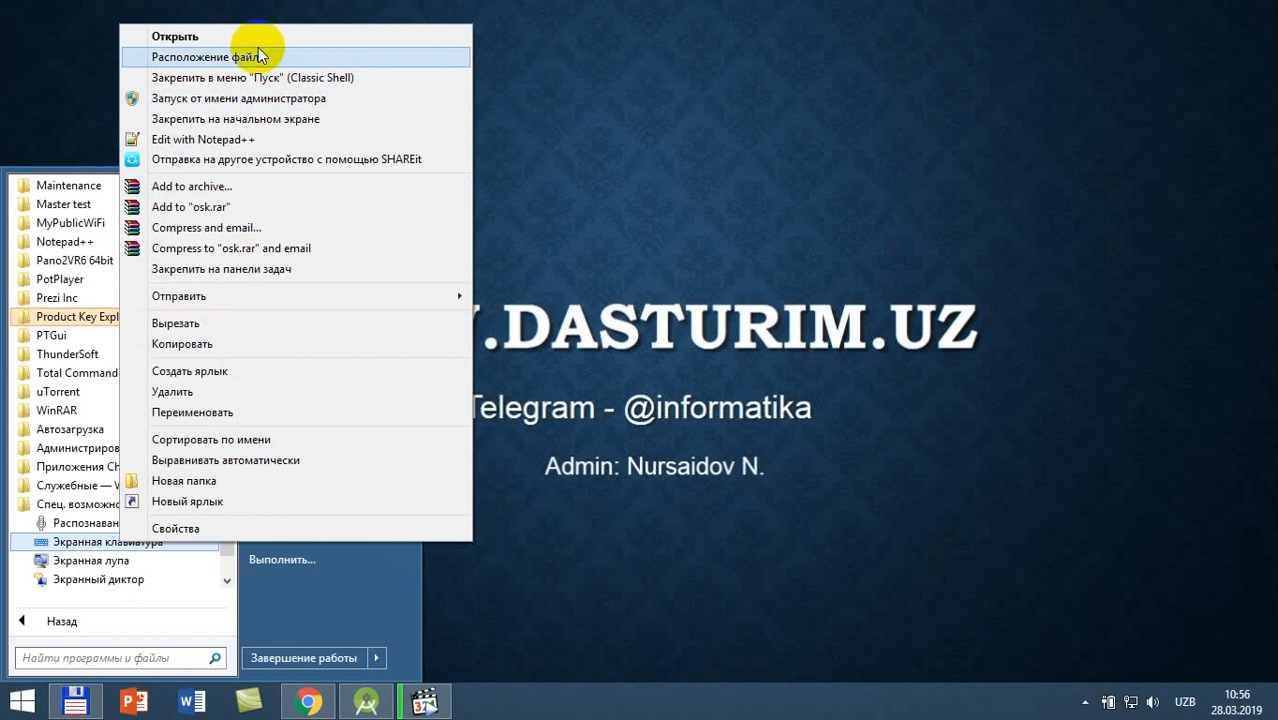 Открыть
Расположение файла
Закрепить в меню "Пуск" (Classic Shell)
Запуск от имени администратора
Закрепить на начальном экране
Edit with Notepad++
Отправка на другое устройство с помощью SHAREit
Add to archive...
Add to "osk.rar"
Compress and email...
Compress to "osk.rar" and email
Закрепить на панели задач
Отправить
Вырезать
Копировать
Создать ярлык
Удалить
Переименовать
Сортировать по имени
Выравнивать автоматически
Новая папка
Новый ярлык
Свойства
Maintenance
Master test
MyPublicWiFi
Notepad++
Pano2VR6 64bit
PotPlayer
Prezi Inc
Product Key Expl
PTGui
ThunderSoft
Total Command
uTorrent
WinRAR
Автозагрузка
Администриров
Приложения Ch
Служебные — W
Спец. возможно
Распознаван
Экранная клавиатура
Экранная лупа
Экранный диктор
Назад
Найти программы и файлы
Выполнить...
Завершение работы
.DASTURIM.UZ
Telegram - @informatika
Admin: Nursaidov N.
UZB
10:56
28.03.2019